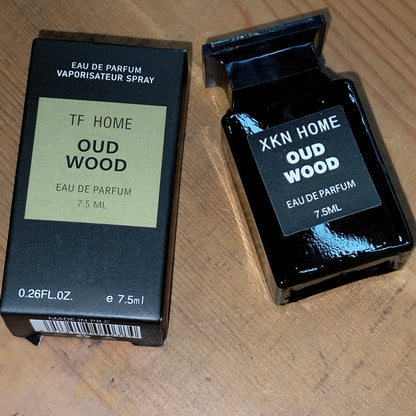 EAU DE PARFUM
VAPORISATEUR SPRAY
TF HOME
OUD
WOOD
EAU DE PARFUM
7.5 ML
0.26FL.OZ. e 7.5ml
MADE IN P.R.C
XKN HOME
OUD
WOOD
EAU DE PARFUM
7.5ML